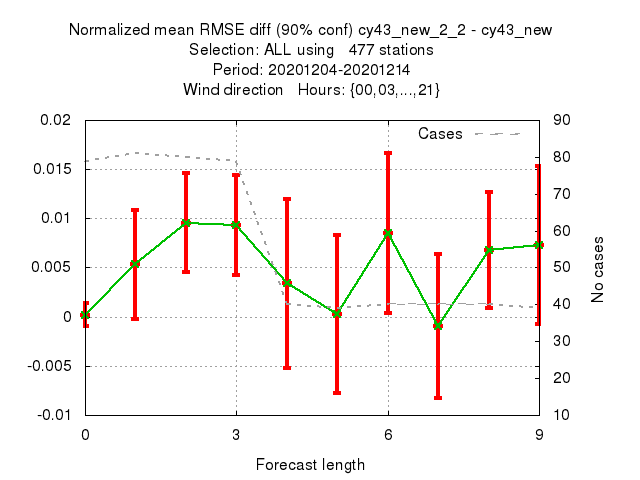 Normalized mean RMSE diff (90% conf) cy43_new_2_2 - cy43_new
Selection: ALL using   477 stations
Period: 20201204-20201214
Wind direction   Hours: {00,03,...,21}
Cases
0.02
0.015
0.01
0.005
0
-0.005
-0.01
90
80
70
60
50
40
30
20
10
No cases
0 3 6 9
Forecast length